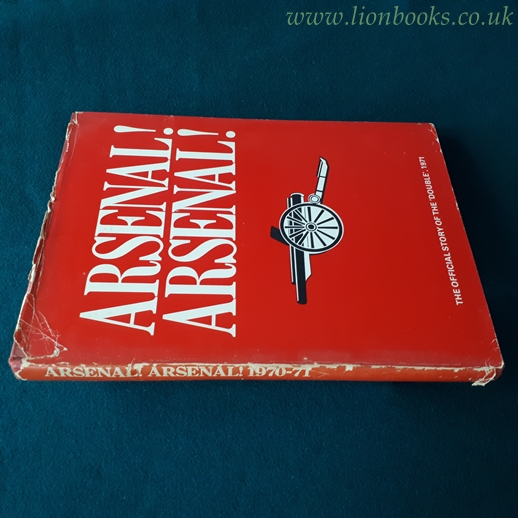 www.lionbooks.co.uk
ARSENAL!
ARSENAL!
THE OFFICIAL STORY OF THE 'DOUBLE', 1971
ARSENAL! ARSENAL! 1970-71